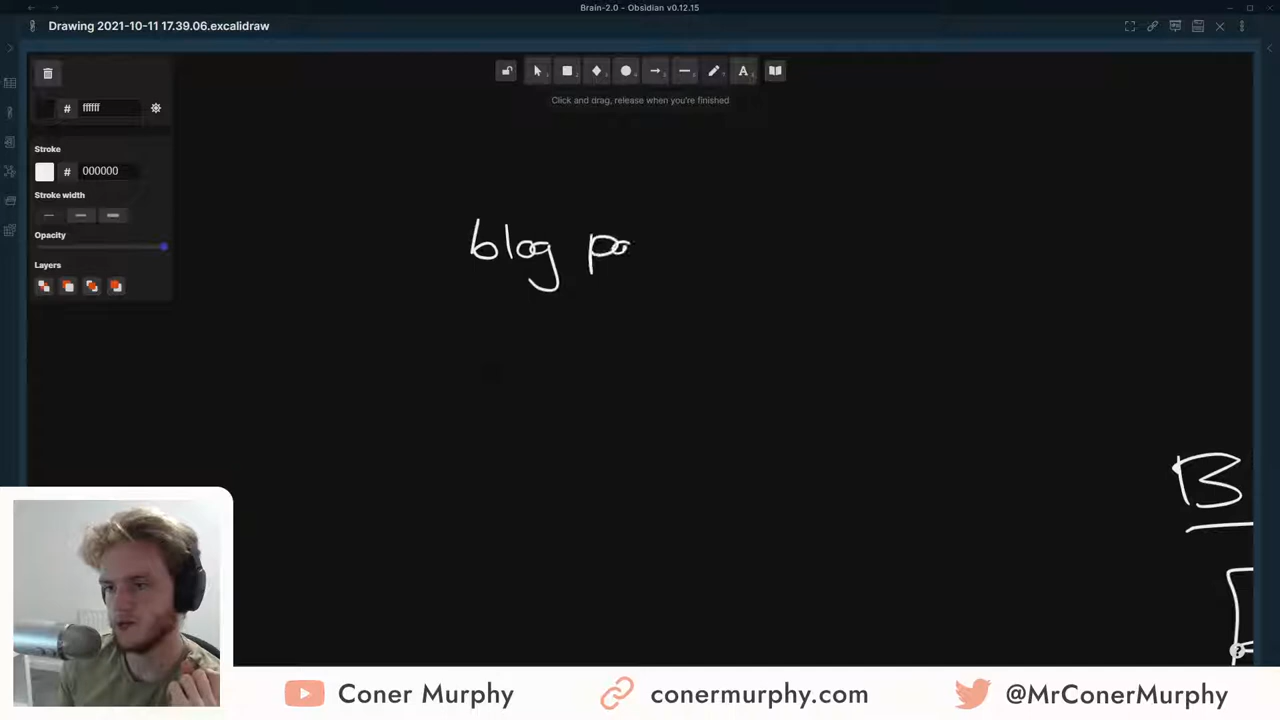 Brain-2.0 - Obsidian v0.12.15
Drawing 2021-10-11 17.39.06.excalidraw
# ffffff
Click and drag, release when you're finished
Stroke
# 000000
Stroke width
Opacity
Layers
blog po
B
Coner Murphy
conermurphy.com
@MrConerMurphy